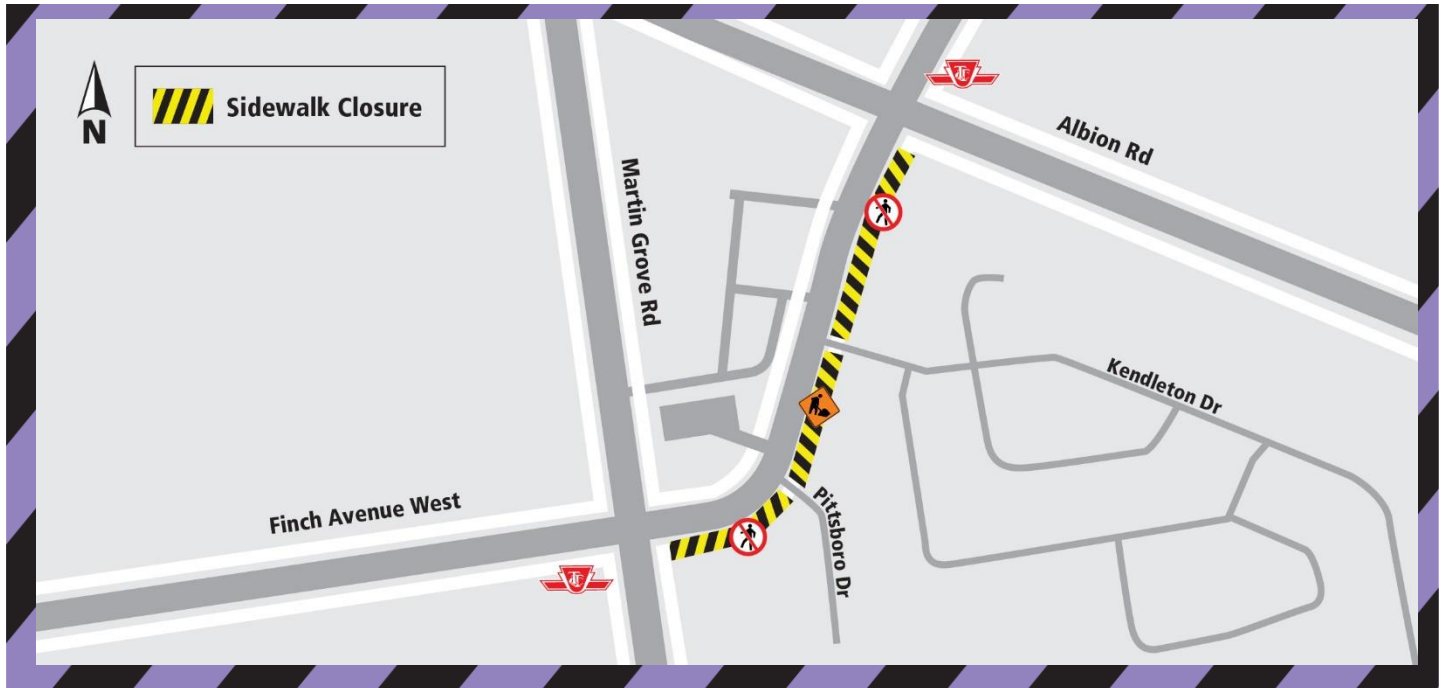 N
Sidewalk Closure
Albion Rd
Martin Grove Rd
Kendleton Dr
Finch Avenue West
Pittsboro Dr